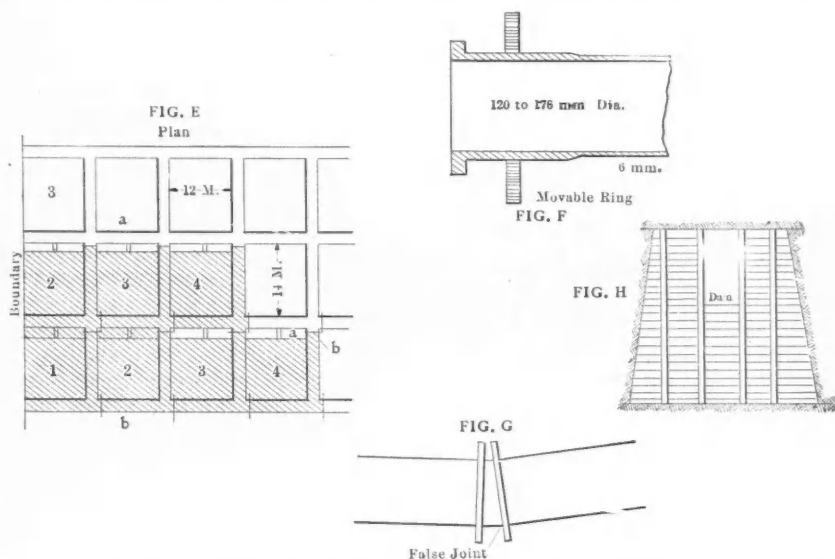 FIG. E
Plan
3
a
12 M.
Boundary
2
3
4
14 M.
a
b
1
2
3
4
b
120 to 176 mm Dia.
6 mm.
Movable Ring
FIG. F
FIG. H
FIG. G
False Joint